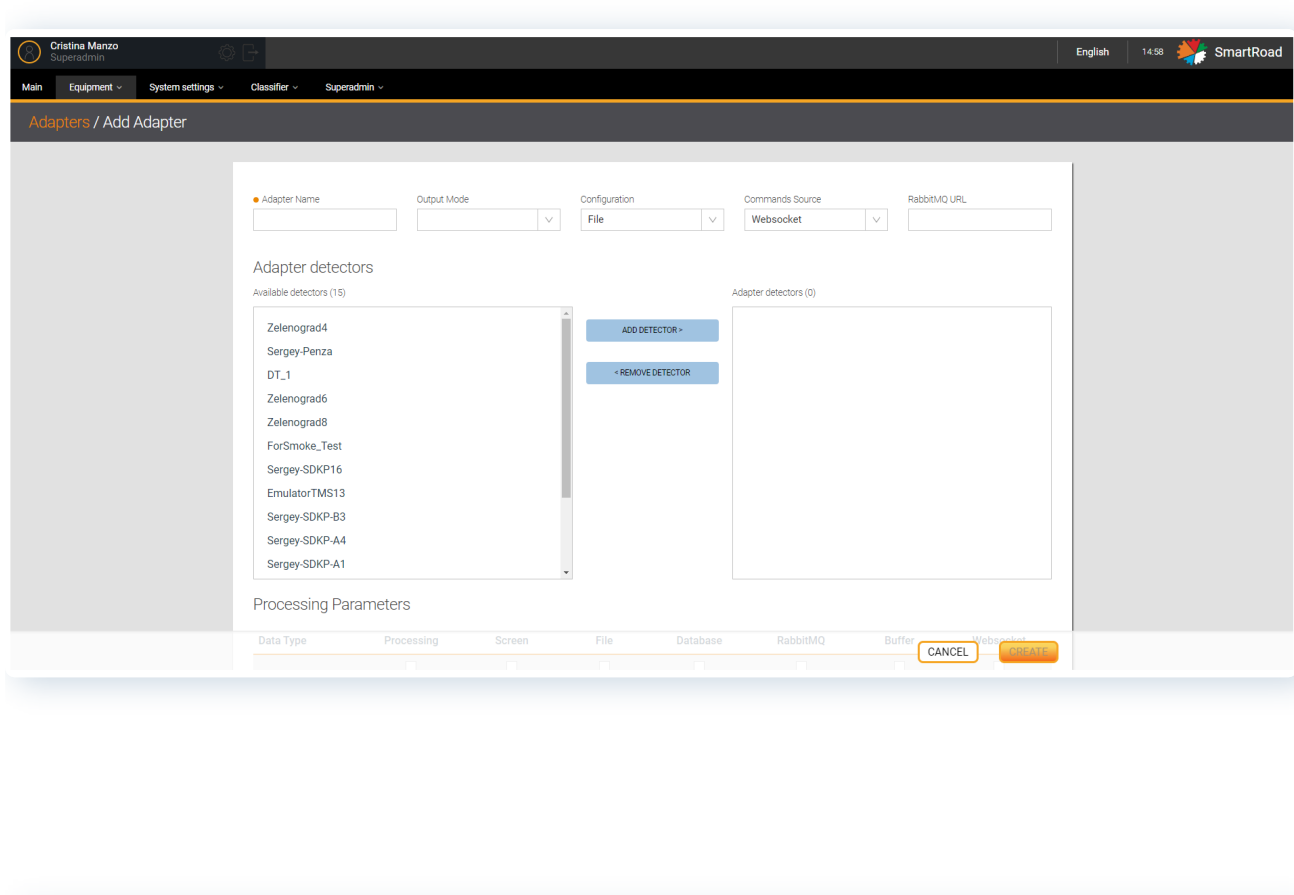 Cristina Manzo
Superadmin
English 14:58 SmartRoad
Main Equipment System settings Classifier Superadmin
Adapters / Add Adapter
Adapter Name Output Mode Configuration Commands Source RabbitMQ URL
File Websocket
Adapter detectors
Available detectors (15) Adapter detectors (0)
Zelenograd4
Sergey-Penza
DT_1
Zelenograd6
Zelenograd8
ForSmoke_Test
Sergey-SDKP16
EmulatorTMS13
Sergey-SDKP-B3
Sergey-SDKP-A4
Sergey-SDKP-A1
ADD DETECTOR >
< REMOVE DETECTOR
Processing Parameters
Data Type Processing Screen File Database RabbitMQ Buffer Websocket
CANCEL CREATE